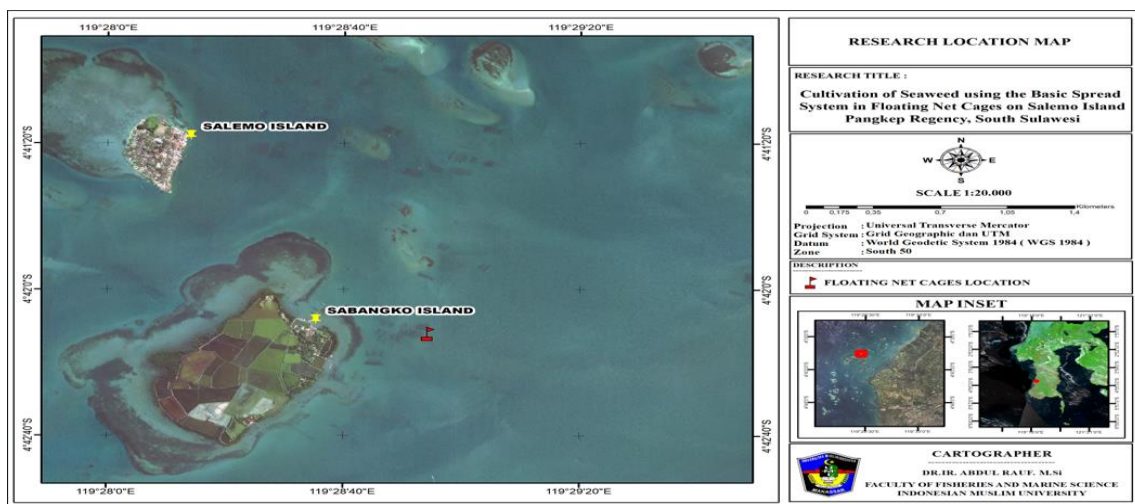 119°28'0"E
119°28'40"E
119°29'20"E
4°41'20"S
4°42'0"S
4°42'40"S
SALEMO ISLAND
SABANGKO ISLAND
4°41'20"S
4°42'0"S
4°42'40"S
119°28'0"E
119°28'40"E
119°29'20"E
RESEARCH LOCATION MAP
RESEARCH TITLE :
Cultivation of Seaweed using the Basic Spread
System in Floating Net Cages on Salemo Island
Pangkep Regency, South Sulawesi
N
W E
S
SCALE 1:20.000
Kilometers
0 0,175 0,35 0,7 1,05 1,4
Projection : Universal Transverse Mercator
Grid System : Grid Geographic dan UTM
Datum : World Geodetic System 1984 ( WGS 1984 )
Zone : South 50
DESCRIPTION
FLOATING NET CAGES LOCATION
MAP INSET
CARTOGRAPHER
DR.IR. ABDUL RAUF. M.Si
FACULTY OF FISHERIES AND MARINE SCIENCE
INDONESIAN MUSLIM UNIVERSITY